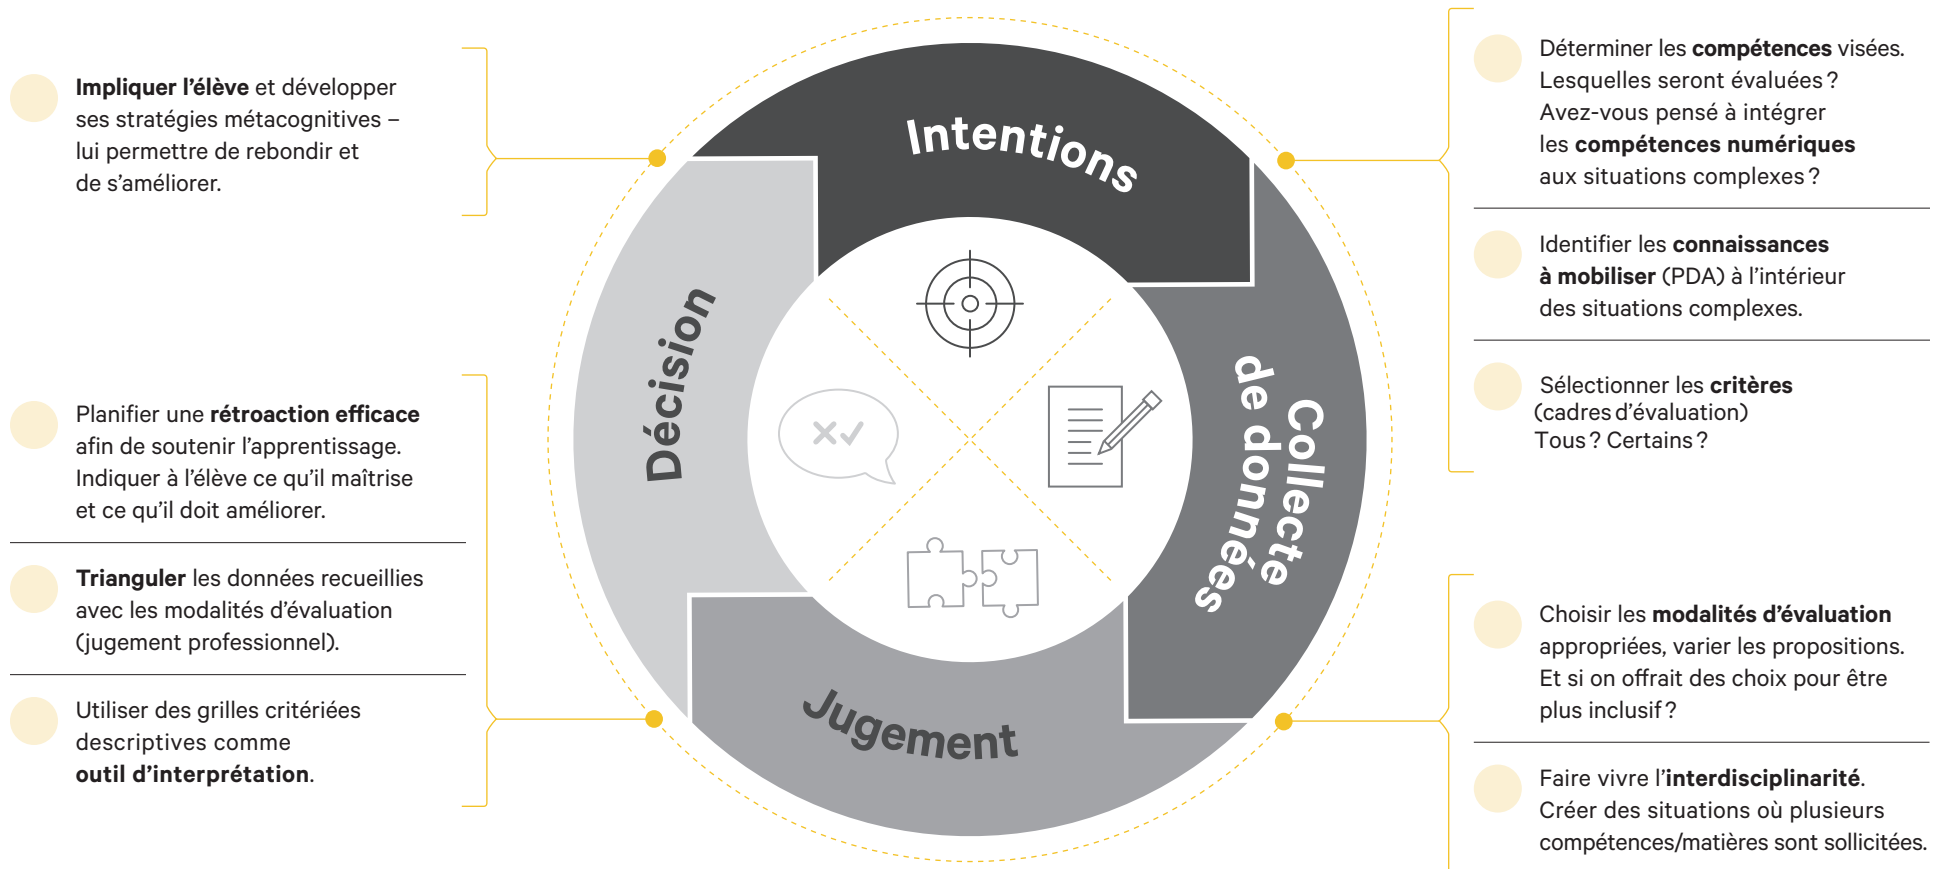 Impliquer l’élève et développer
ses stratégies métacognitives –
lui permettre de rebondir et
de s’améliorer.
Planifier une rétroaction efficace
afin de soutenir l’apprentissage.
Indiquer à l’élève ce qu’il maîtrise
et ce qu’il doit améliorer.
Trianguler les données recueillies
avec les modalités d’évaluation
(jugement professionnel).
Utiliser des grilles critériées
descriptives comme
outil d’interprétation.
Intentions
Décision
Collecte
de données
Jugement
Déterminer les compétences visées.
Lesquelles seront évaluées ?
Avez-vous pensé à intégrer
les compétences numériques
aux situations complexes ?
Identifier les connaissances
à mobiliser (PDA) à l’intérieur
des situations complexes.
Sélectionner les critères
(cadres d’évaluation)
Tous ? Certains ?
Choisir les modalités d’évaluation
appropriées, varier les propositions.
Et si on offrait des choix pour être
plus inclusif ?
Faire vivre l’interdisciplinarité.
Créer des situations où plusieurs
compétences/matières sont sollicitées.